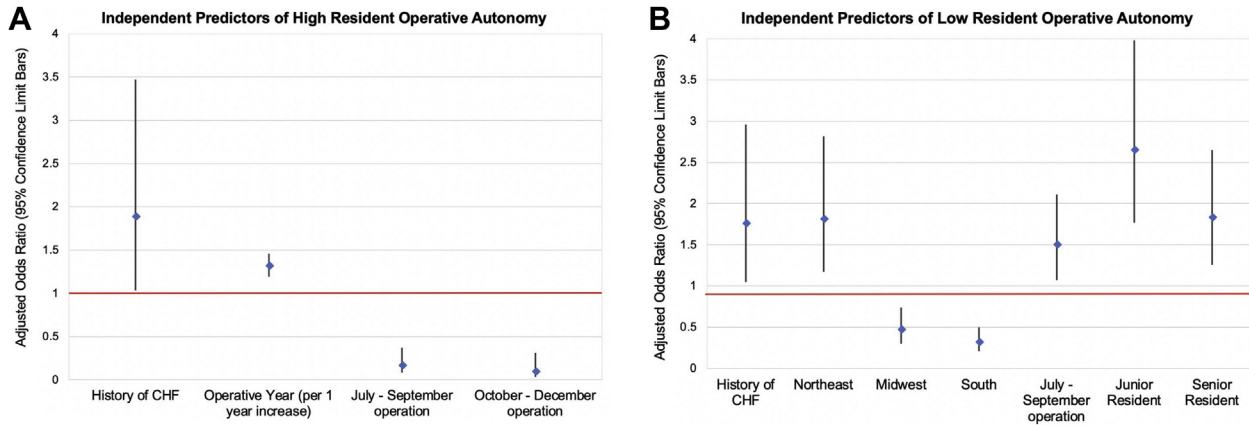 A
Independent Predictors of High Resident Operative Autonomy
Adjusted Odds Ratio (95% Confidence Limit Bars)
4
3.5
3
2.5
2
1.5
1
0.5
0
History of CHF
Operative Year (per 1
year increase)
July - September
operation
October - December
operation
B
Independent Predictors of Low Resident Operative Autonomy
Adjusted Odds Ratio (95% Confidence Limit Bars)
4
3.5
3
2.5
2
1.5
1
0.5
0
History of
CHF
Northeast
Midwest
South
July -
September
operation
Junior
Resident
Senior
Resident